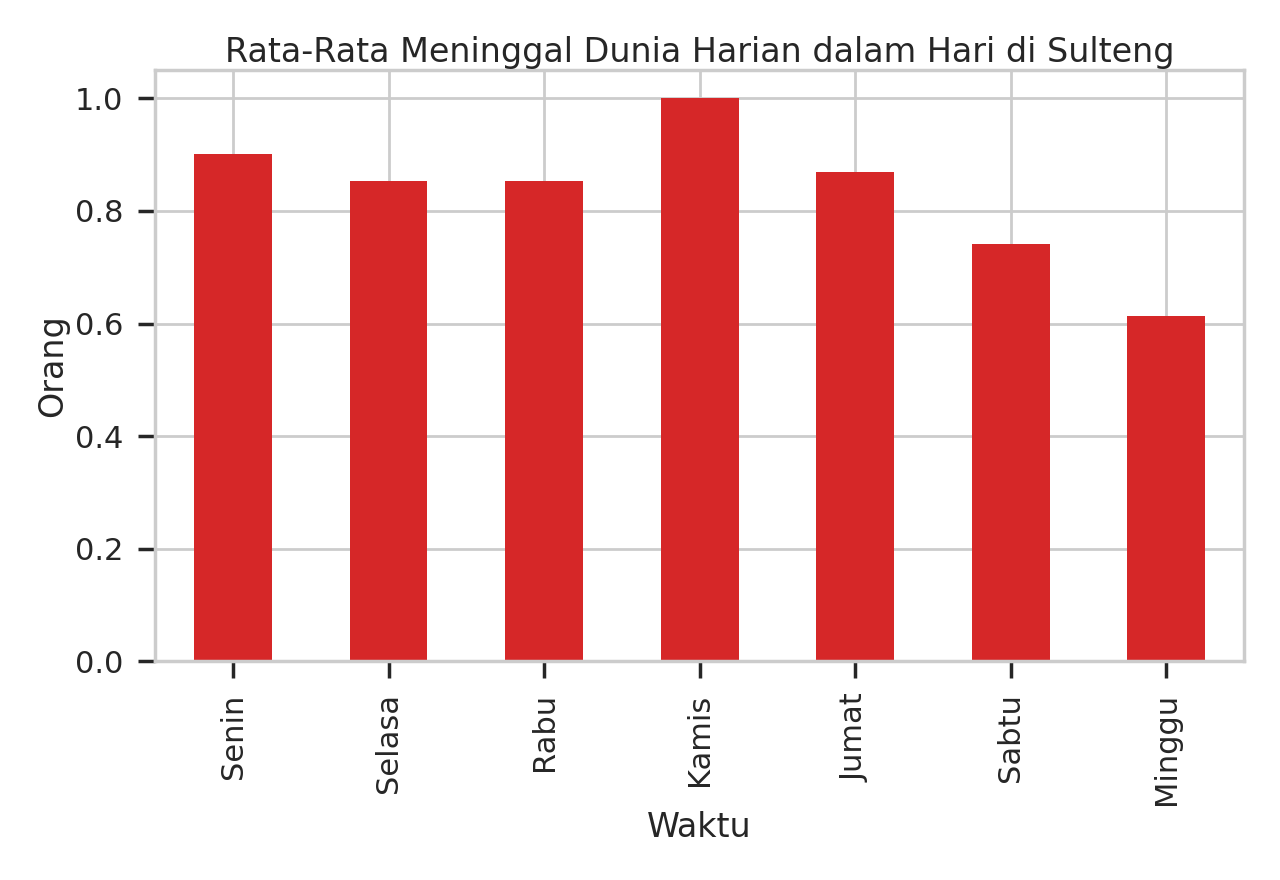 Rata-Rata Meninggal Dunia Harian dalam Hari di Sulteng
1.0
0.8
0.6
0.4
0.2
0.0
Orang
Senin
Selasa
Rabu
Kamis
Jumat
Sabtu
Minggu
Waktu